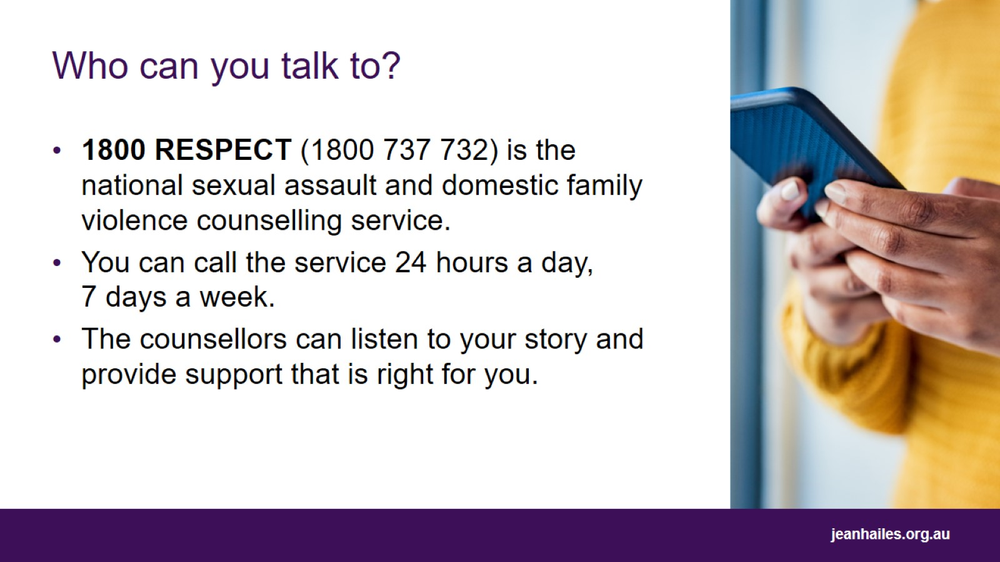 Who can you talk to?
• 1800 RESPECT (1800 737 732) is the
national sexual assault and domestic family
violence counselling service.
• You can call the service 24 hours a day,
7 days a week.
• The counsellors can listen to your story and
provide support that is right for you.
jeanhailes.org.au